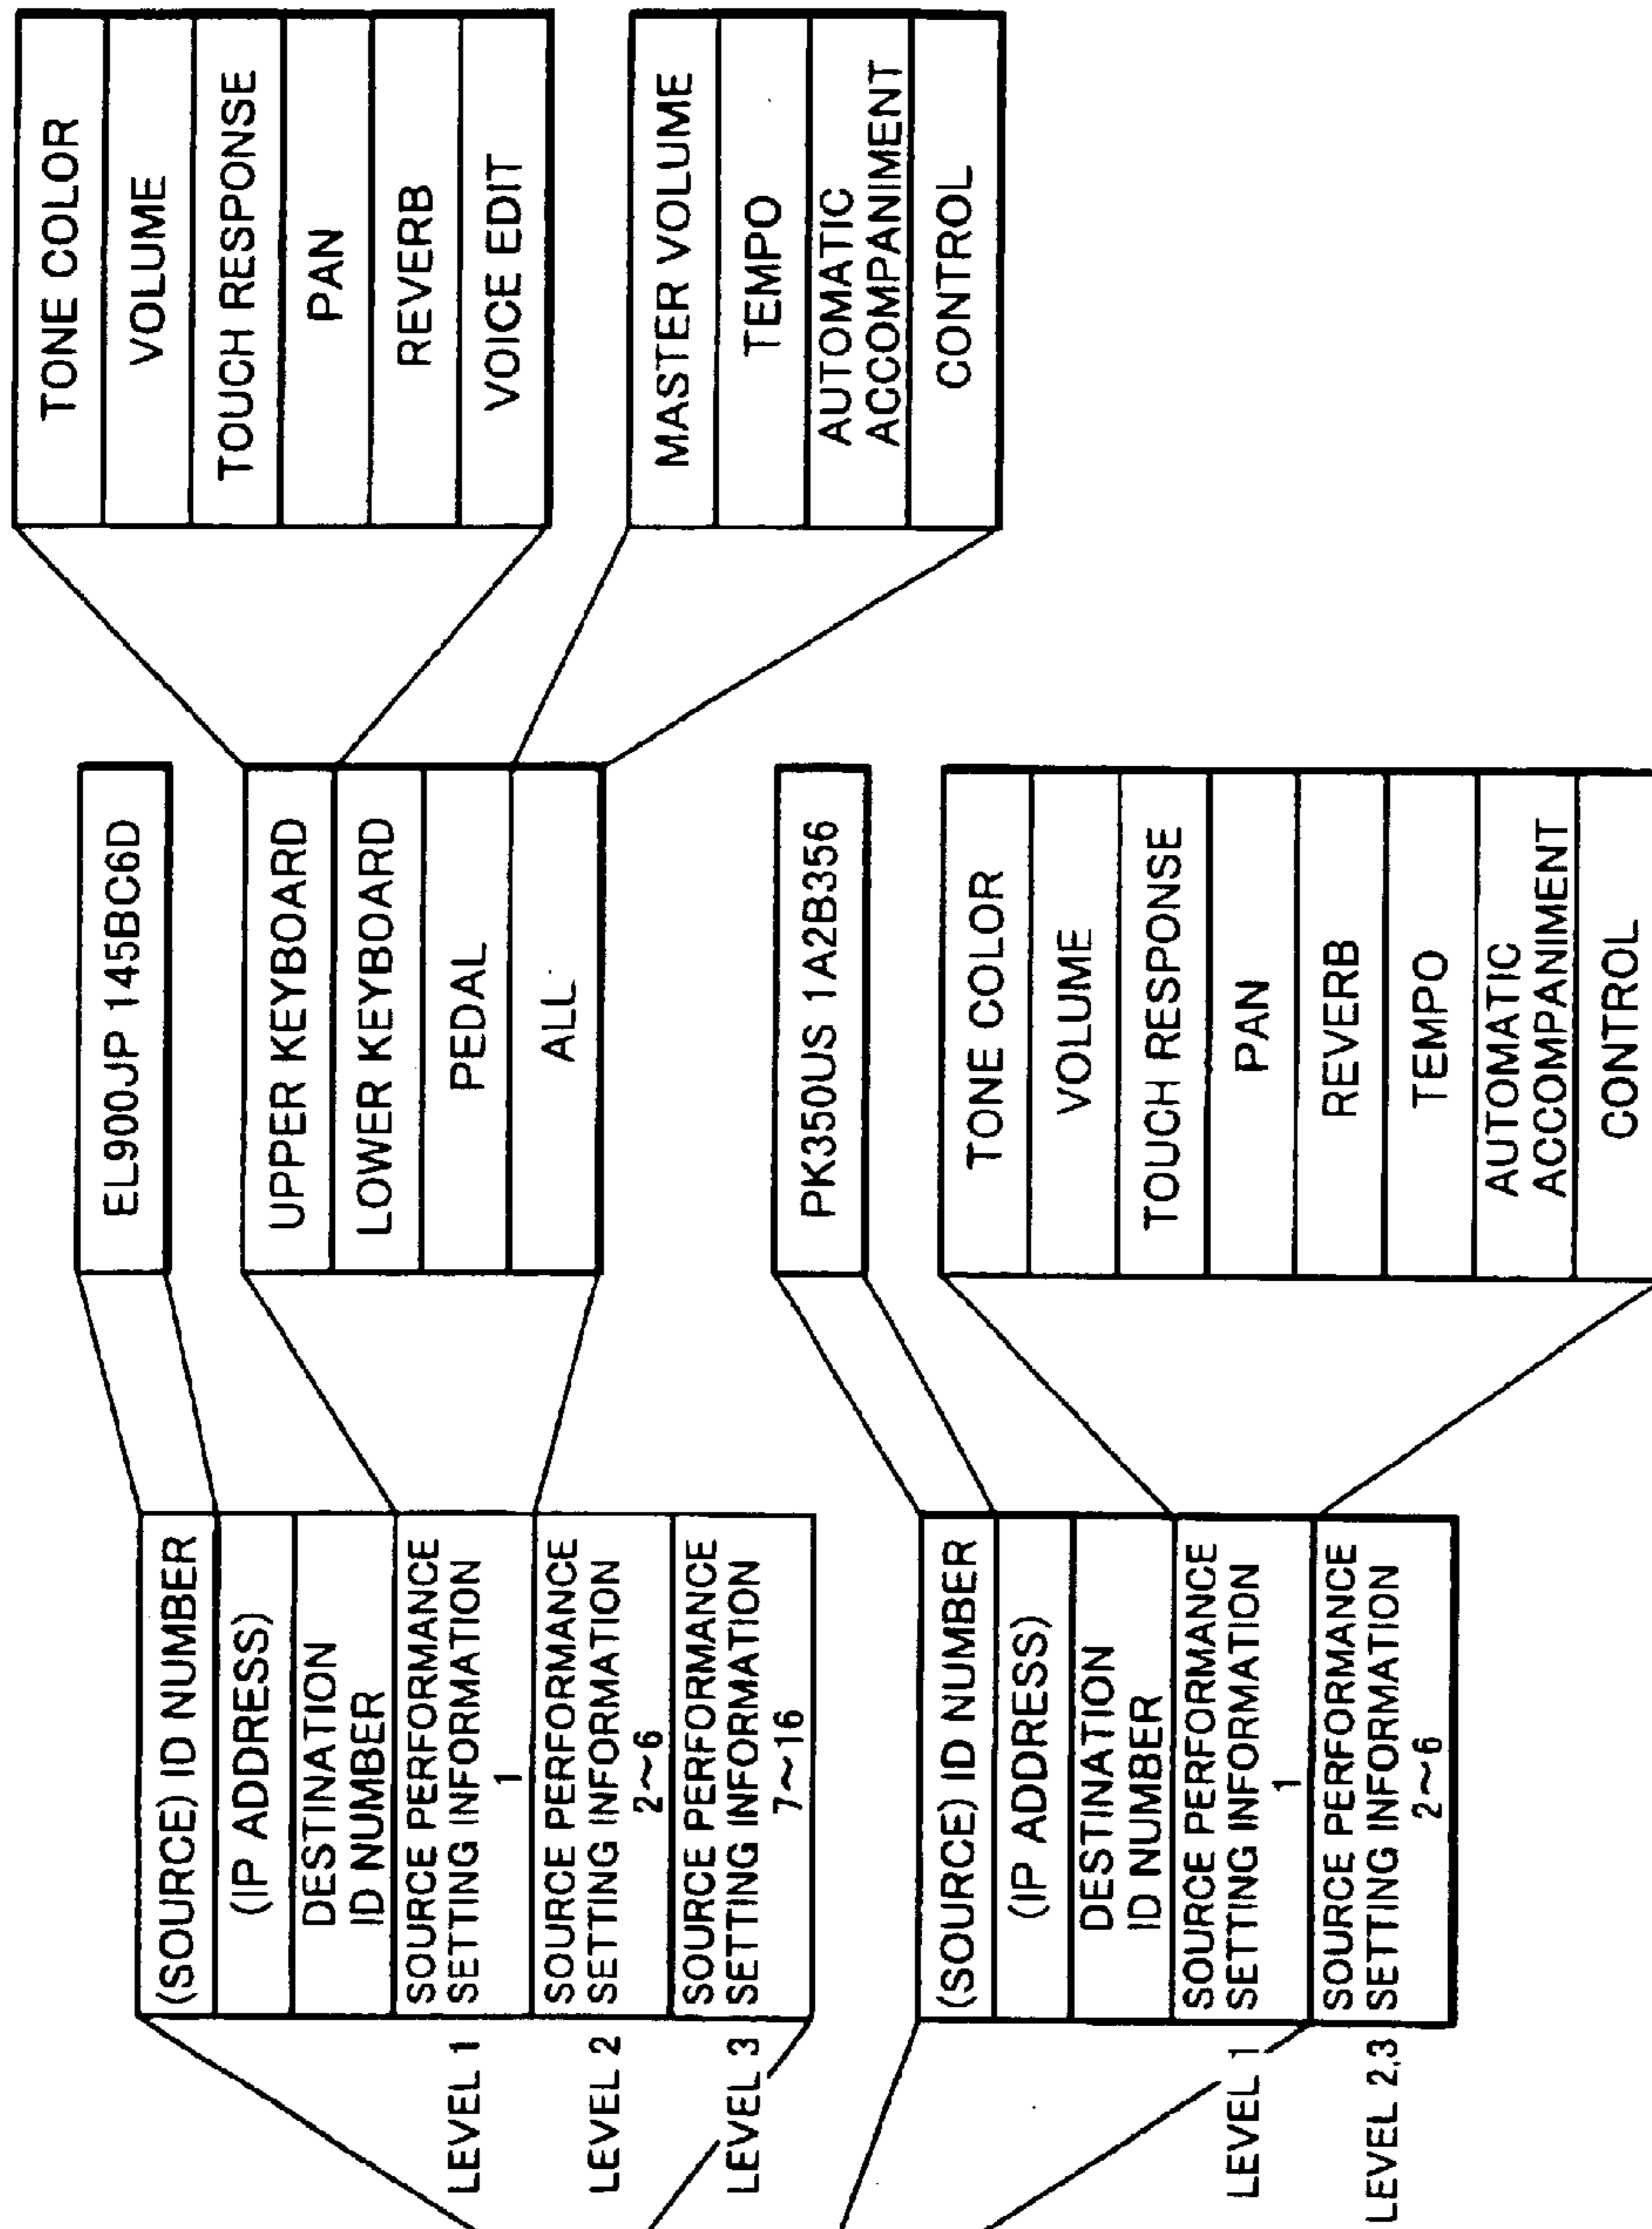 (SOURCE) ID NUMBER
(IP ADDRESS)
DESTINATION
ID NUMBER
LEVEL 1
SOURCE PERFORMANCE
SETTING INFORMATION
1
LEVEL 2
SOURCE PERFORMANCE
SETTING INFORMATION
2~6
LEVEL 3
SOURCE PERFORMANCE
SETTING INFORMATION
7~16
EL900JP 145BC6D
UPPER KEYBOARD
LOWER KEYBOARD
PEDAL
ALL
TONE COLOR
VOLUME
TOUCH RESPONSE
PAN
REVERB
VOICE EDIT
MASTER VOLUME
TEMPO
AUTOMATIC
ACCOMPANIMENT
CONTROL
(SOURCE) ID NUMBER
(IP ADDRESS)
DESTINATION
ID NUMBER
LEVEL 1
SOURCE PERFORMANCE
SETTING INFORMATION
1
LEVEL 2,3
SOURCE PERFORMANCE
SETTING INFORMATION
2~6
PK350US 1A2B356
TONE COLOR
VOLUME
TOUCH RESPONSE
PAN
REVERB
TEMPO
AUTOMATIC
ACCOMPANIMENT
CONTROL